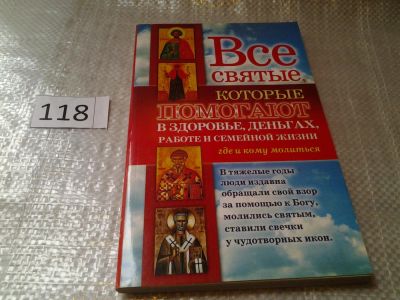 118
Все
святые,
которые
помогают
в здоровье, деньгах,
работе и семейной жизни
где и кому молиться
В тяжелые годы
люди издавна
обращали свой взор
за помощью к Богу,
молились святым,
ставили свечки
у чудотворных икон.